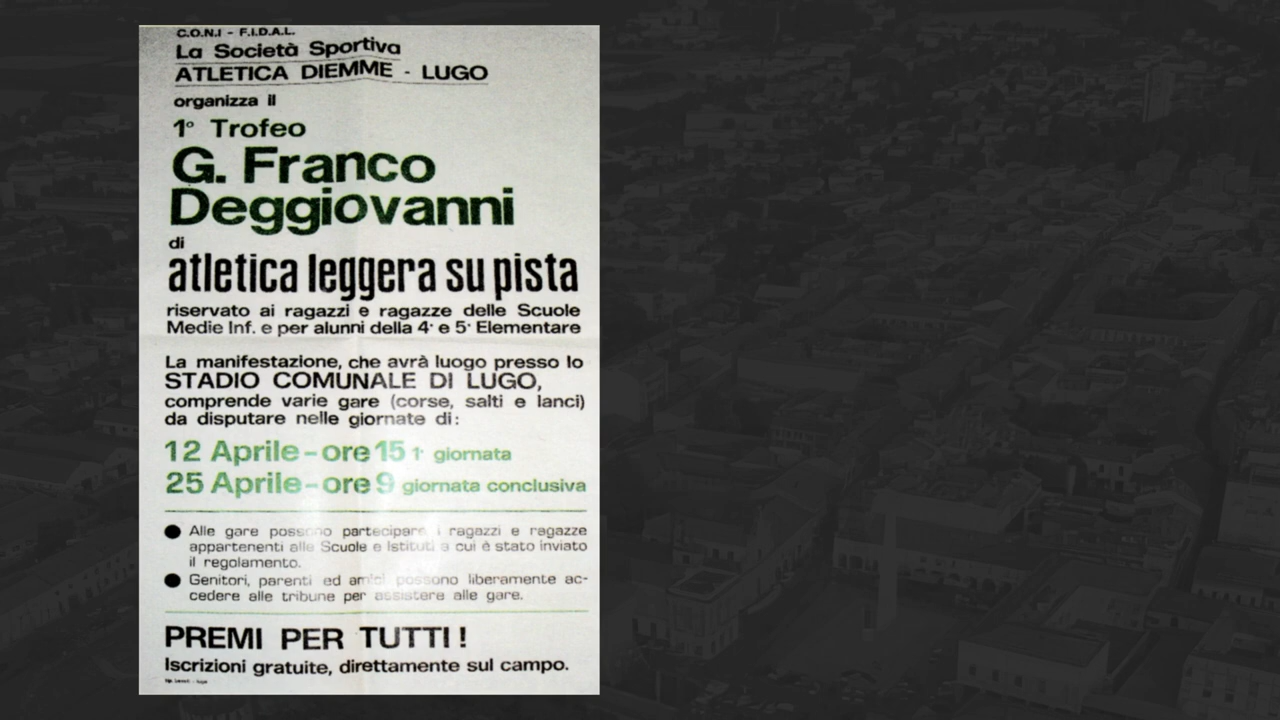 C.O.N.I - F.I.D.AL.
La Società Sportiva
ATLETICA DIEMME - LUGO
organizza il
1° Trofeo
G. Franco
Deggiovanni
di
atletica leggera su pista
riservato ai ragazzi e ragazze delle Scuole
Medie Inf. e per alunni della 4ª e 5ª Elementare
La manifestazione, che avrà luogo presso lo
STADIO COMUNALE DI LUGO,
comprende varie gare (corse, salti e lanci)
da disputare nelle giornate di:
12 Aprile - ore 15 1ª giornata
25 Aprile - ore 9 giornata conclusiva
● Alle gare possono partecipare i ragazzi e ragazze
appartenenti alle Scuole e Istituti a cui è stato inviato
il regolamento.
● Genitori, parenti ed amici possono liberamente ac-
cedere alle tribune per assistere alle gare.
PREMI PER TUTTI !
Iscrizioni gratuite, direttamente sul campo.